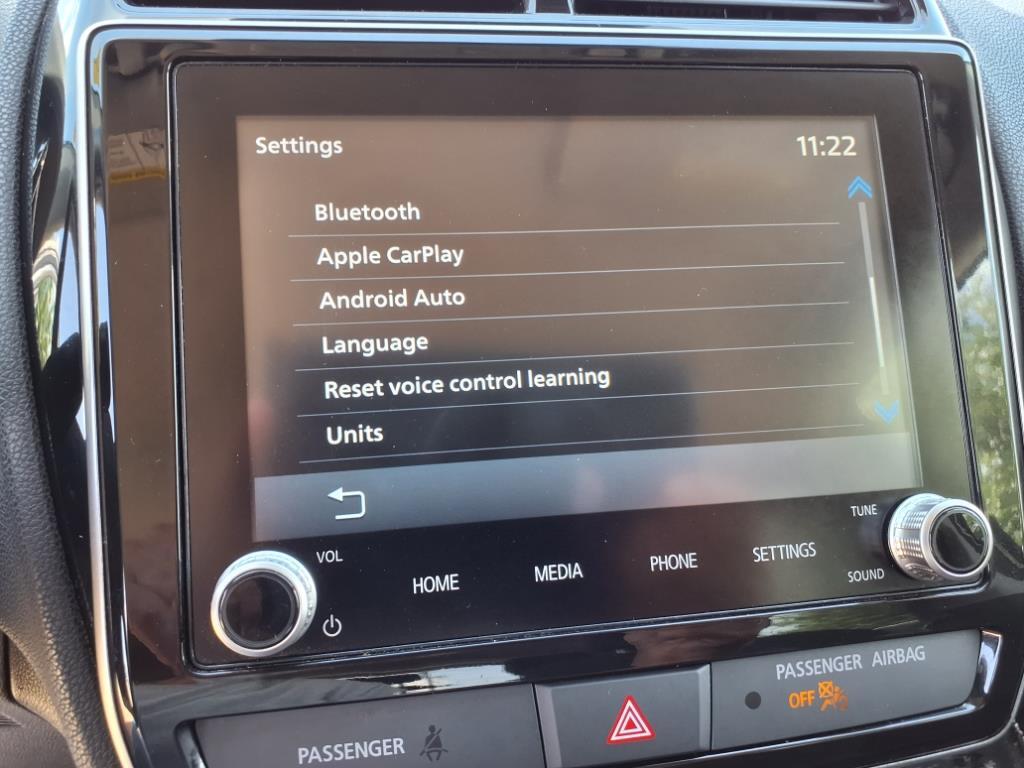 Settings
11:22
Bluetooth
Apple CarPlay
Android Auto
Language
Reset voice control learning
Units
VOL
HOME
MEDIA
PHONE
SETTINGS
TUNE
SOUND
PASSENGER
PASSENGER AIRBAG
OFF